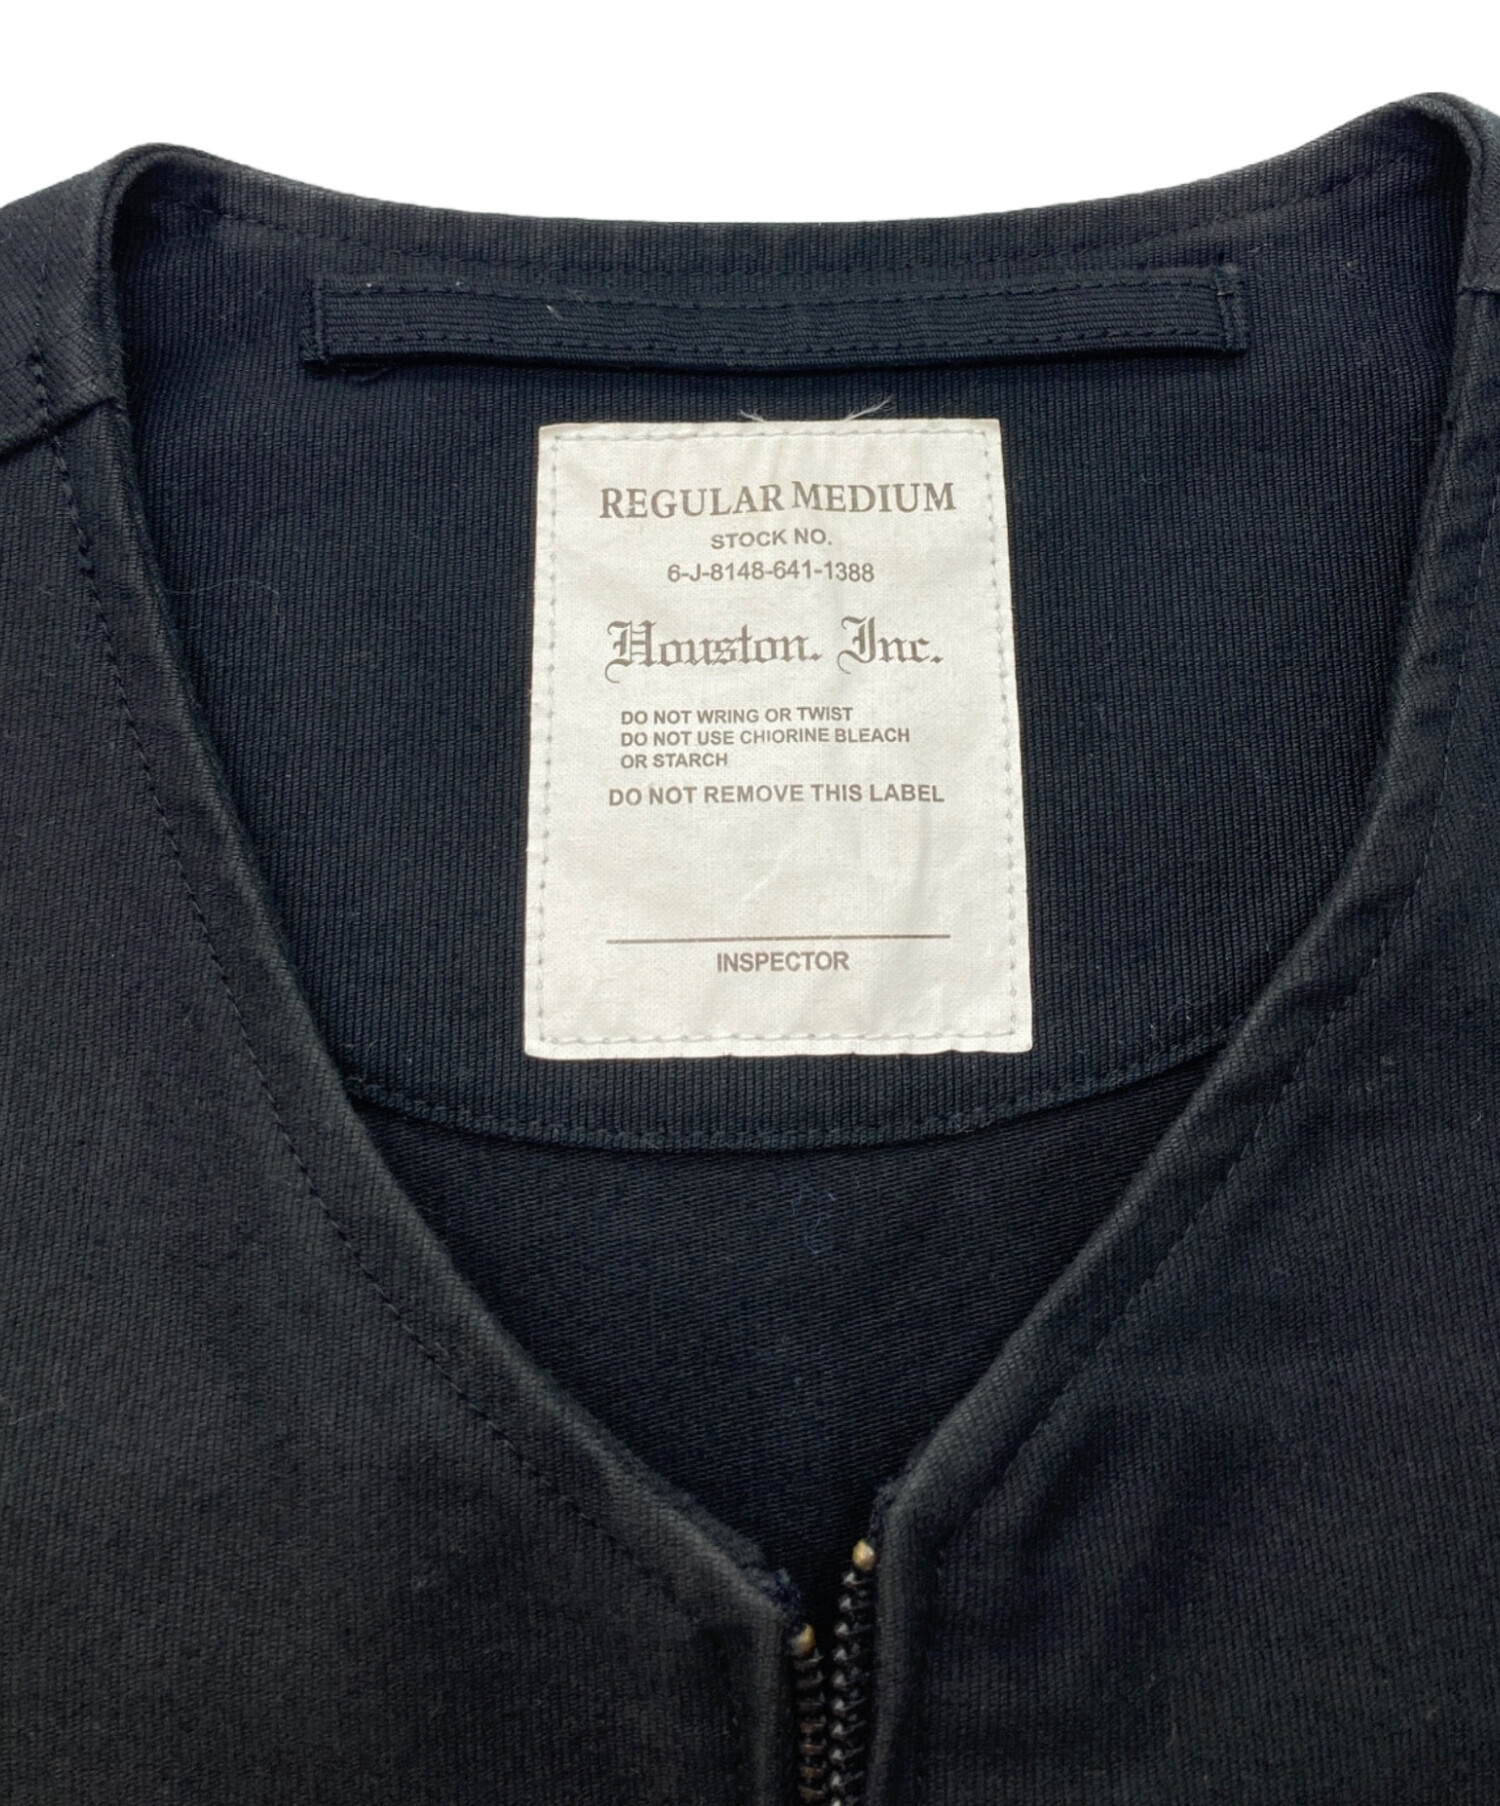 REGULAR MEDIUM
STOCK NO.
6-J-8148-641-1388
Houston. Inc.
DO NOT WRING OR TWIST
DO NOT USE CHIORINE BLEACH
OR STARCH
DO NOT REMOVE THIS LABEL
INSPECTOR